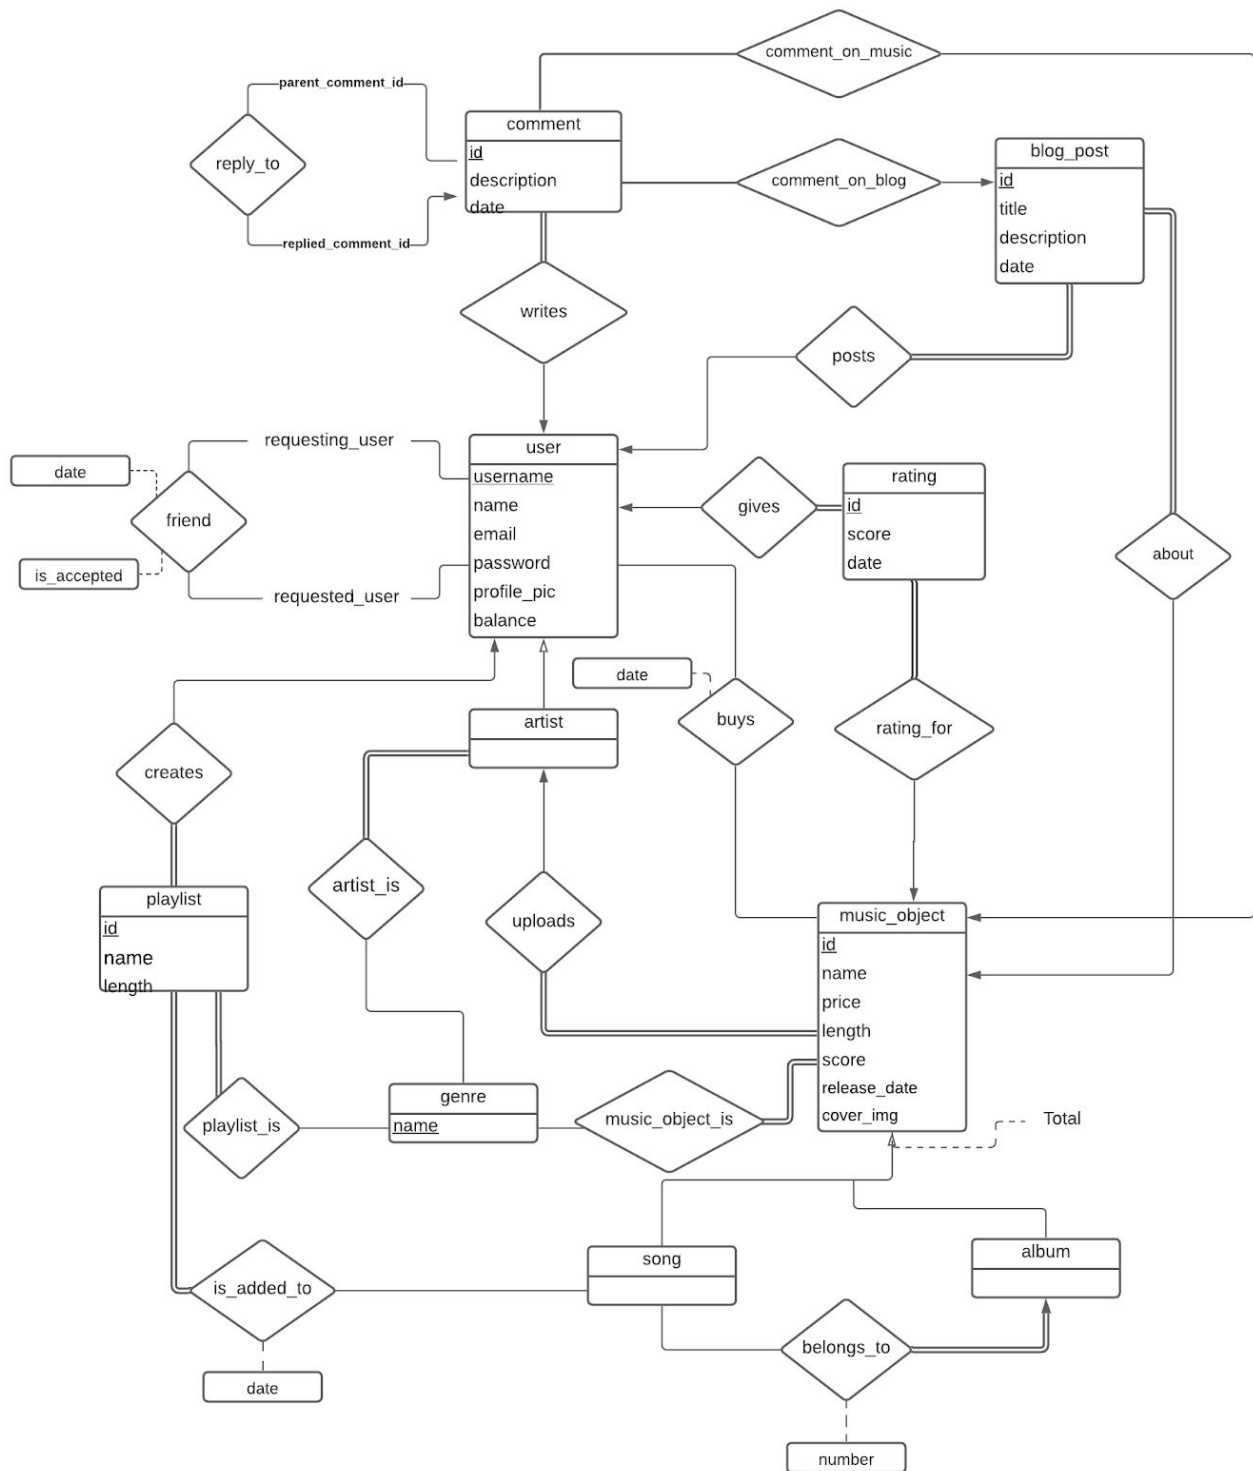 comment_on_music
parent_comment_id
comment
id
description
date
reply_to
replied_comment_id
comment_on_blog
blog_post
id
title
description
date
writes
posts
requesting_user
date
friend
is_accepted
requested_user
user
username
name
email
password
profile_pic
balance
gives
rating
id
score
date
about
date
buys
rating_for
artist
creates
artist_is
uploads
playlist
id
name
length
music_object
id
name
price
length
score
release_date
cover_img
Total
genre
name
playlist_is
music_object_is
song
album
is_added_to
date
belongs_to
number